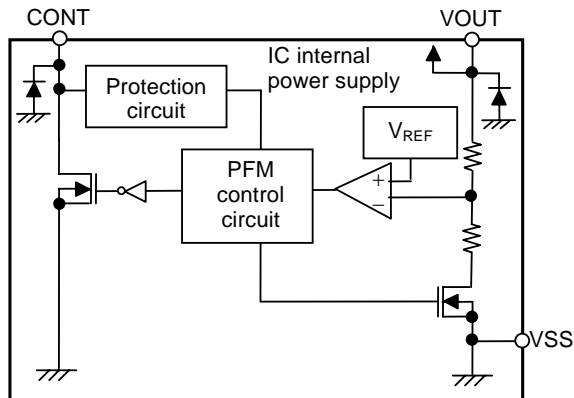 CONT
VOUT
IC internal
power supply
Protection
circuit
VREF
PFM
control
circuit
+
−
VSS